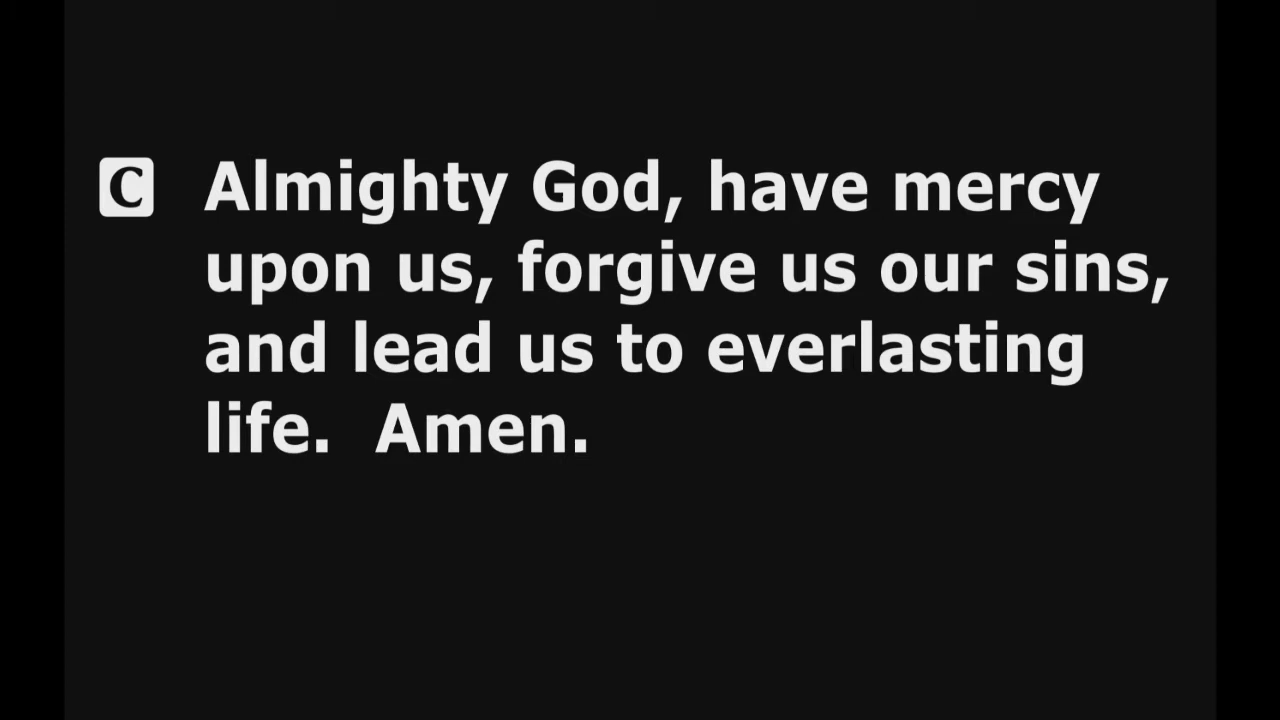 C Almighty God, have mercy
upon us, forgive us our sins,
and lead us to everlasting
life.  Amen.